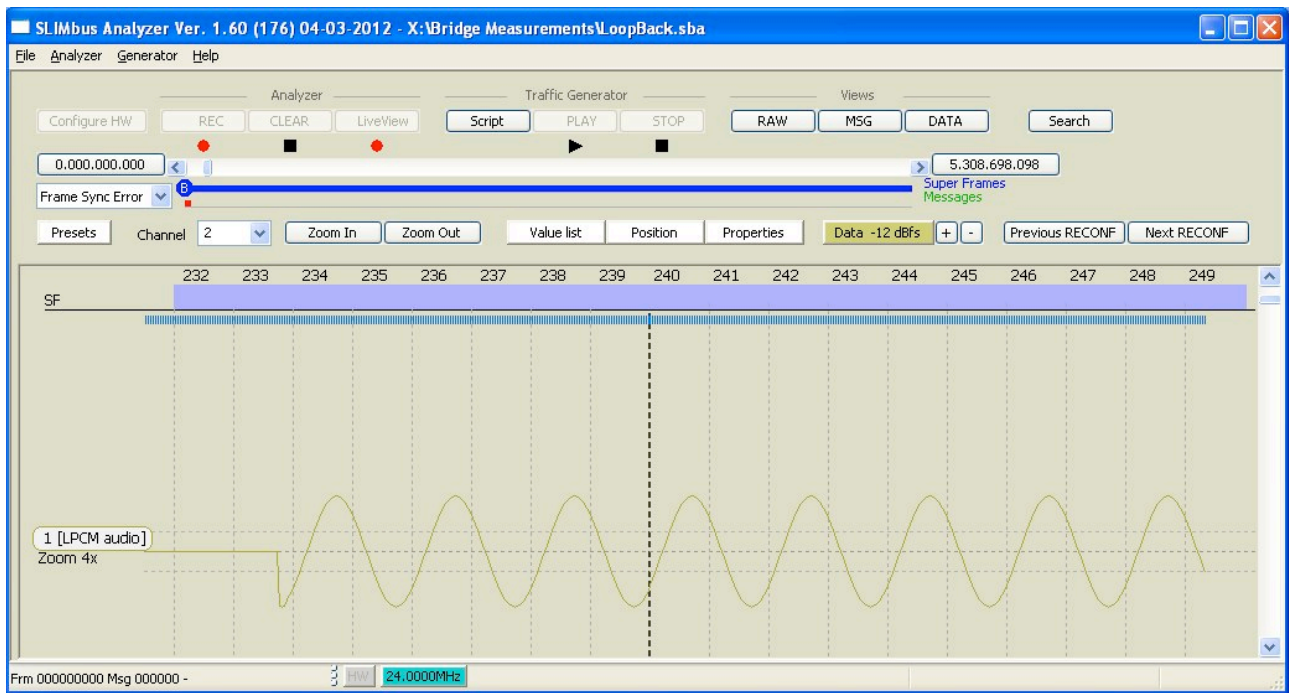 SLIMbus Analyzer Ver. 1.60 (176) 04-03-2012 - X:\Bridge Measurements\LoopBack.sba
File Analyzer Generator Help
Analyzer Traffic Generator Views
Configure HW REC CLEAR LiveView Script PLAY STOP RAW MSG DATA Search
0.000.000.000 5.308.698.098
B Super Frames
Frame Sync Error Messages
Presets Channel 2 Zoom In Zoom Out Value list Position Properties Data -12 dBfs + - Previous RECONF Next RECONF
232 233 234 235 236 237 238 239 240 241 242 243 244 245 246 247 248 249
SF
1 [LPCM audio]
Zoom 4x
Frm 000000000 Msg 000000 - HW 24.0000MHz